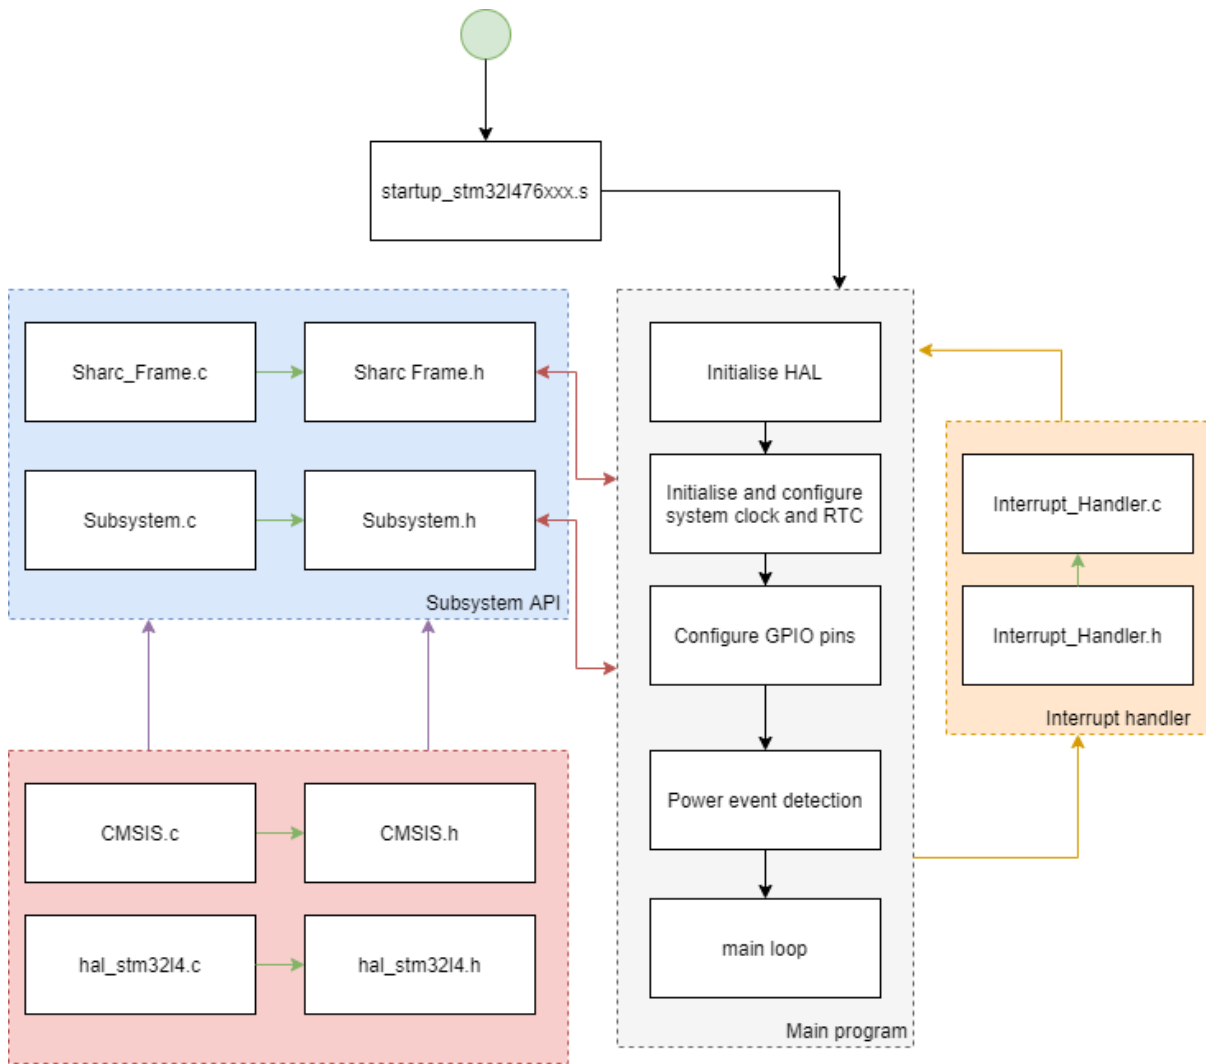 startup_stm32l476xxx.s
Sharc_Frame.c
Sharc Frame.h
Subsystem.c
Subsystem.h
Subsystem API
CMSIS.c
CMSIS.h
hal_stm32l4.c
hal_stm32l4.h
Initialise HAL
Initialise and configure
system clock and RTC
Configure GPIO pins
Power event detection
main loop
Main program
Interrupt_Handler.c
Interrupt_Handler.h
Interrupt handler